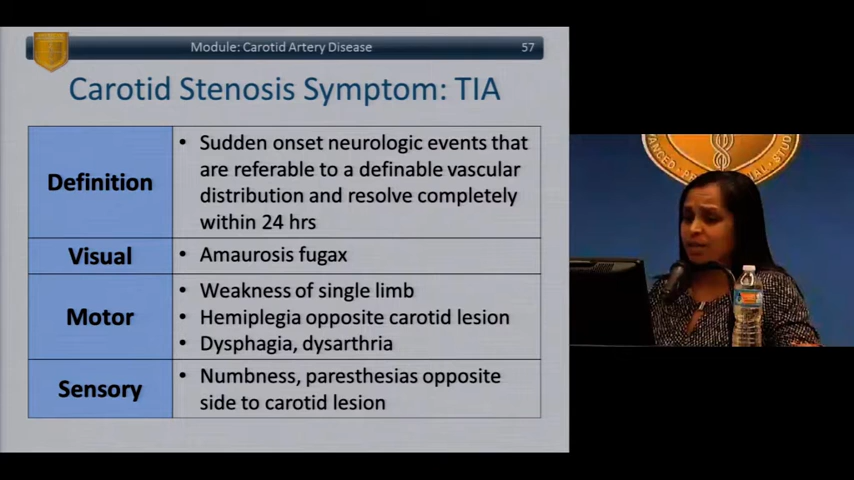 Module: Carotid Artery Disease 57
Carotid Stenosis Symptom: TIA
Definition
• Sudden onset neurologic events that
are referable to a definable vascular
distribution and resolve completely
within 24 hrs
Visual
• Amaurosis fugax
Motor
• Weakness of single limb
• Hemiplegia opposite carotid lesion
• Dysphagia, dysarthria
Sensory
• Numbness, paresthesias opposite
side to carotid lesion